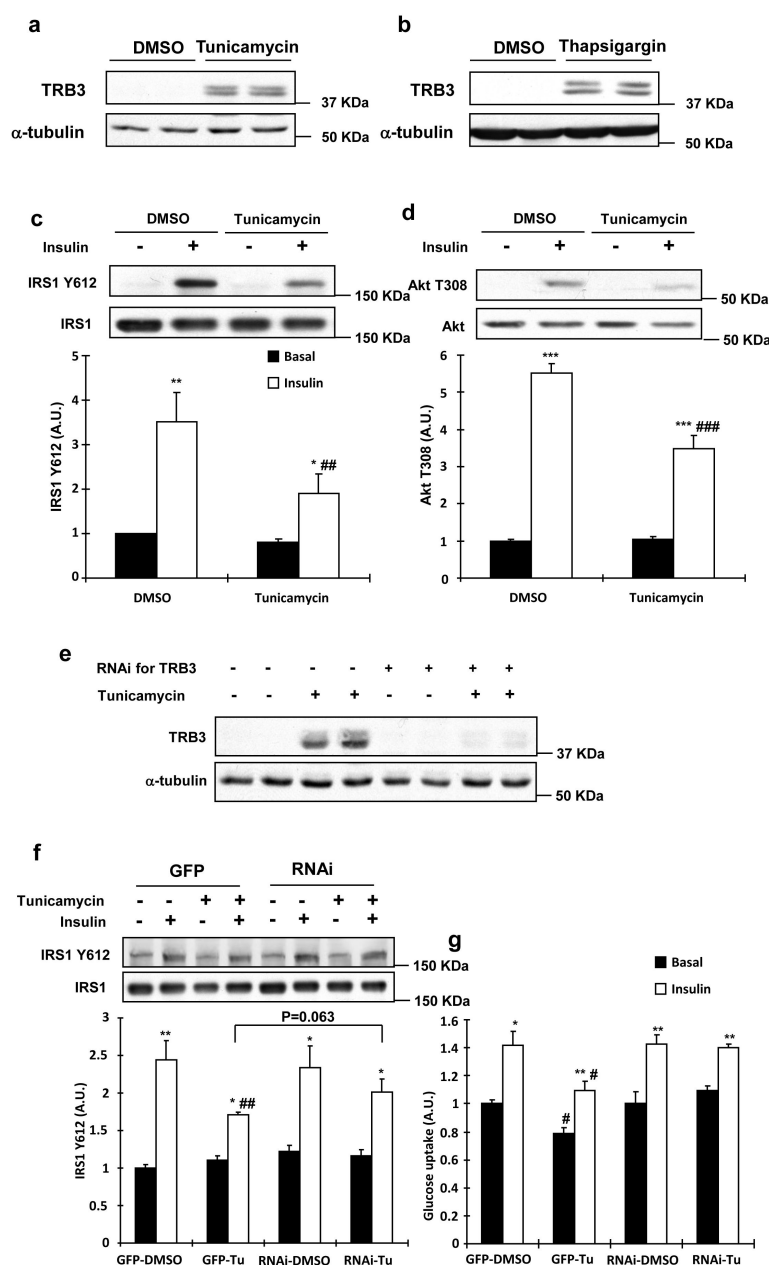 a
DMSO Tunicamycin
TRB3
37 KDa
α-tubulin
50 KDa
b
DMSO Thapsigargin
TRB3
37 KDa
α-tubulin
50 KDa
c
DMSO Tunicamycin
Insulin - + - +
IRS1 Y612
150 KDa
IRS1
150 KDa
Basal
Insulin
IRS1 Y612 (A.U.)
5
4
3
2
1
0
**
* ##
DMSO Tunicamycin
d
DMSO Tunicamycin
Insulin - + - +
Akt T308
50 KDa
Akt
50 KDa
Akt T308 (A.U.)
6
5
4
3
2
1
0
***
*** ###
DMSO Tunicamycin
e
RNAi for TRB3 - - - - + + + +
Tunicamycin - - + + - - + +
TRB3
37 KDa
α-tubulin
50 KDa
f
GFP RNAi
Tunicamycin - - + + - - + +
Insulin - + - + - + - +
IRS1 Y612
150 KDa
IRS1
150 KDa
IRS1 Y612 (A.U.)
3
2.5
2
1.5
1
0.5
0
P=0.063
**
* ##
*
*
GFP-DMSO GFP-Tu RNAi-DMSO RNAi-Tu
g
Basal
Insulin
Glucose uptake (A.U.)
1.6
1.4
1.2
1
0.8
0.6
0.4
0.2
0
*
#
** #
**
**
GFP-DMSO GFP-Tu RNAi-DMSO RNAi-Tu